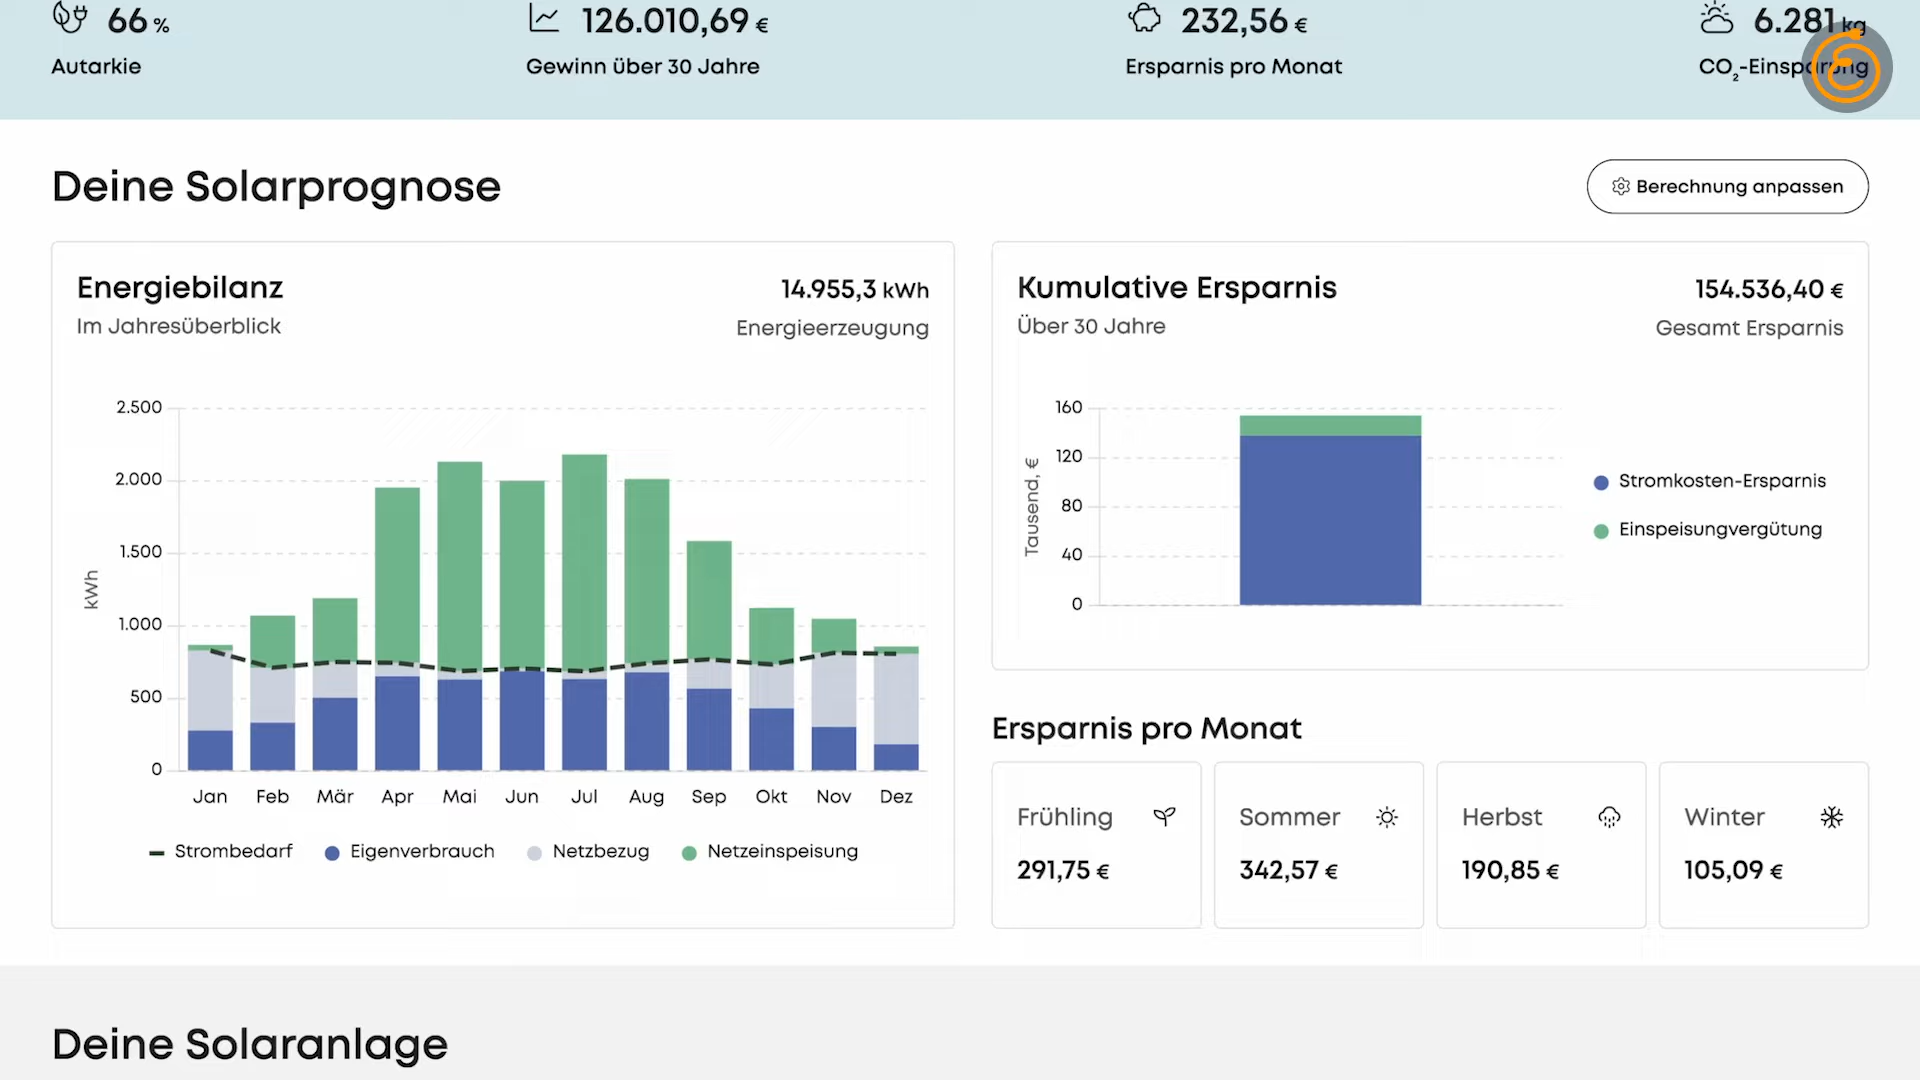 66 %
Autarkie
126.010,69 €
Gewinn über 30 Jahre
232,56 €
Ersparnis pro Monat
6.281 kg
CO₂-Einsparung
Deine Solarprognose
Berechnung anpassen
Energiebilanz
Im Jahresüberblick
14.955,3 kWh
Energieerzeugung
kWh
2.500
2.000
1.500
1.000
500
0
Jan Feb Mär Apr Mai Jun Jul Aug Sep Okt Nov Dez
Strombedarf Eigenverbrauch Netzbezug Netzeinspeisung
Kumulative Ersparnis
Über 30 Jahre
154.536,40 €
Gesamt Ersparnis
Tausend, €
160
120
80
40
0
Stromkosten-Ersparnis
Einspeisungvergütung
Ersparnis pro Monat
Frühling
291,75 €
Sommer
342,57 €
Herbst
190,85 €
Winter
105,09 €
Deine Solaranlage